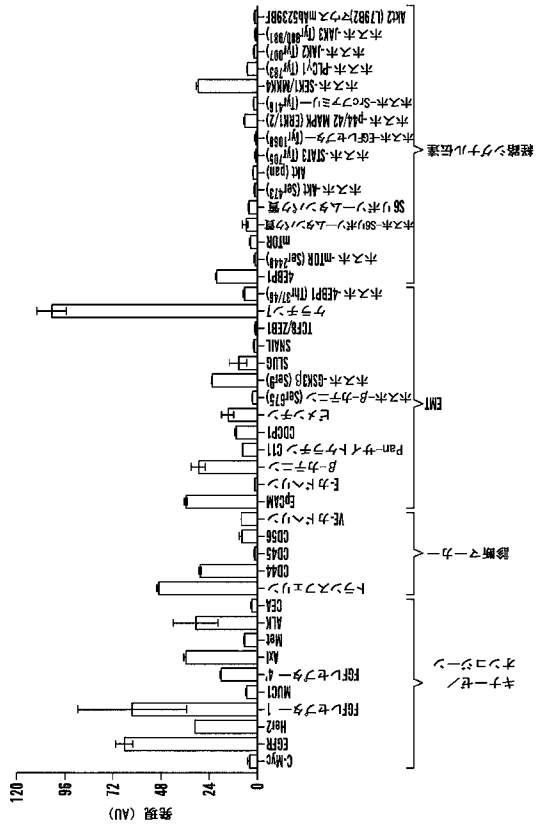 発現 (AU)
120
96
72
48
24
0
C-Myc
EGFR
Her2
FGFレセプター 1
MUC1
FGFレセプター 4'
Axl
Met
ALK
CEA
トランスフェリン
CD44
CD45
CD56
VE-カドヘリン
EpCAM
E-カドヘリン
β-カテニン
Pan-サイトケラチン C11
CDCP1
ビメンチン
ホスホ-β-カテニン (Ser675)
ホスホ-GSK3β (Ser9)
SLUG
SNAIL
TCF8/ZEB1
ケラチン7
ホスホ-4EBP1 (Thr37/46)
4EBP1
ホスホ-mTOR (Ser2448)
mTOR
ホスホ-S6リボソームタンパク質
S6リボソームタンパク質
ホスホ-Akt (Ser473)
Akt (pan)
ホスホ-STAT3 (Tyr705)
ホスホ-EGFレセプター (Tyr1068)
ホスホ-p44/42 MAPK (ERK1/2)
ホスホ-Srcファミリー (Tyr416)
ホスホ-SEK1/MKK4
ホスホ-PLCγ1 (Tyr783)
ホスホ-JAK2 (Tyr007)
ホスホ-JAK3 (Tyr980/981)
Akt2 (L79B2) マウスmAb5239BF
キナーゼ/
オンコジーン
診断マーカー
EMT
経路シグナル伝達